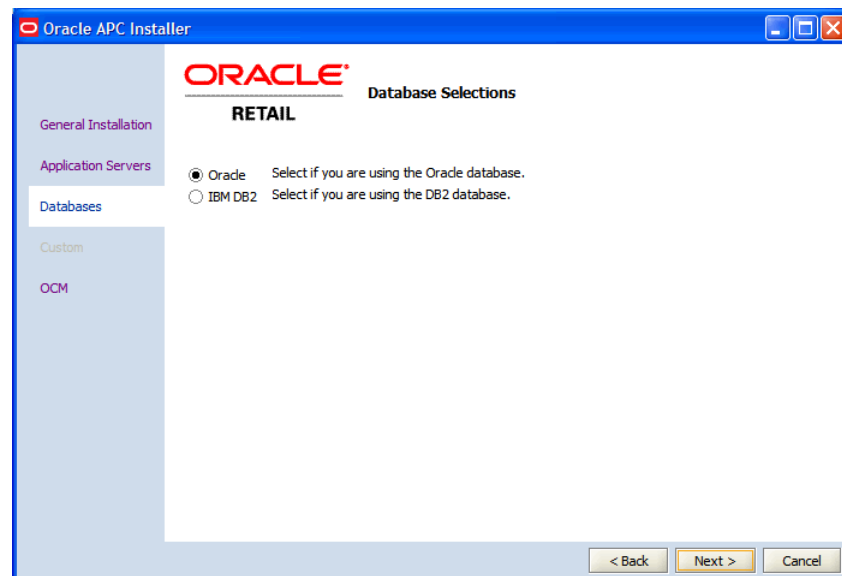 Oracle APC Installer
ORACLE®
RETAIL
Database Selections
General Installation
Application Servers
Databases
Custom
OCM
Oracle Select if you are using the Oracle database.
IBM DB2 Select if you are using the DB2 database.
< Back Next > Cancel